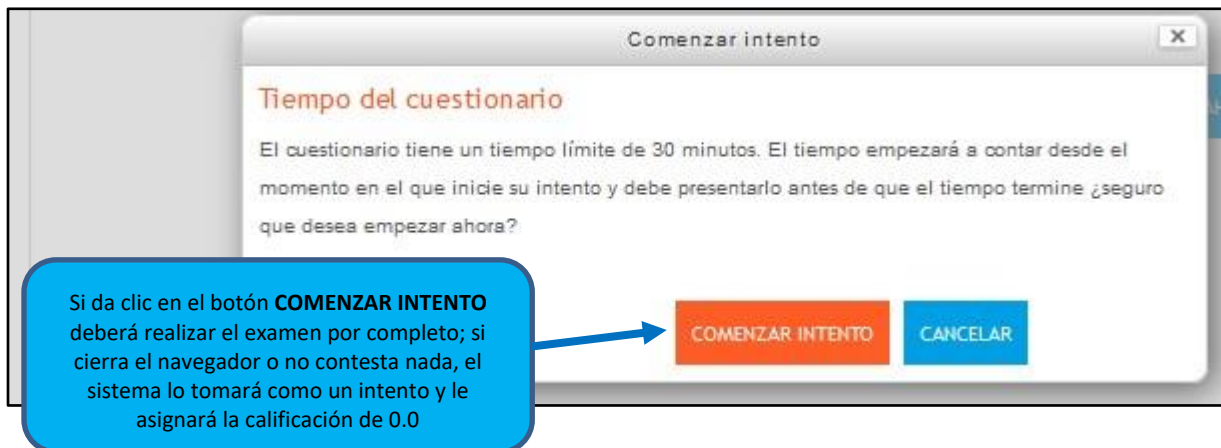 Comenzar intento
X
Tiempo del cuestionario
El cuestionario tiene un tiempo límite de 30 minutos. El tiempo empezará a contar desde el
momento en el que inicie su intento y debe presentarlo antes de que el tiempo termine ¿seguro
que desea empezar ahora?
Si da clic en el botón COMENZAR INTENTO
deberá realizar el examen por completo; si
cierra el navegador o no contesta nada, el
sistema lo tomará como un intento y le
asignará la calificación de 0.0
COMENZAR INTENTO
CANCELAR